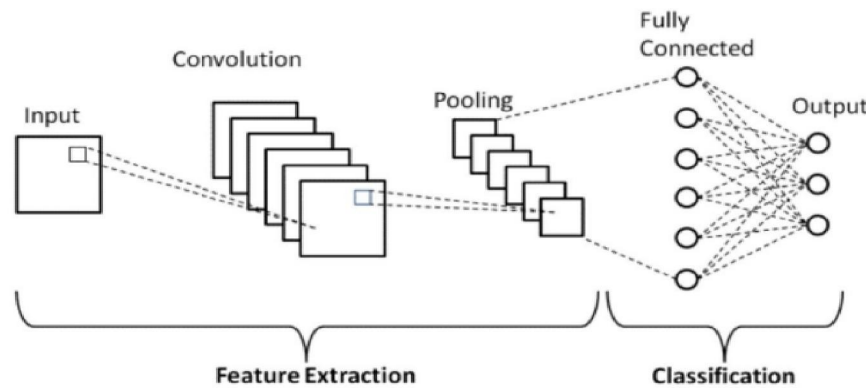 Fully
Connected
Convolution
Pooling
Output
Input
Feature Extraction
Classification